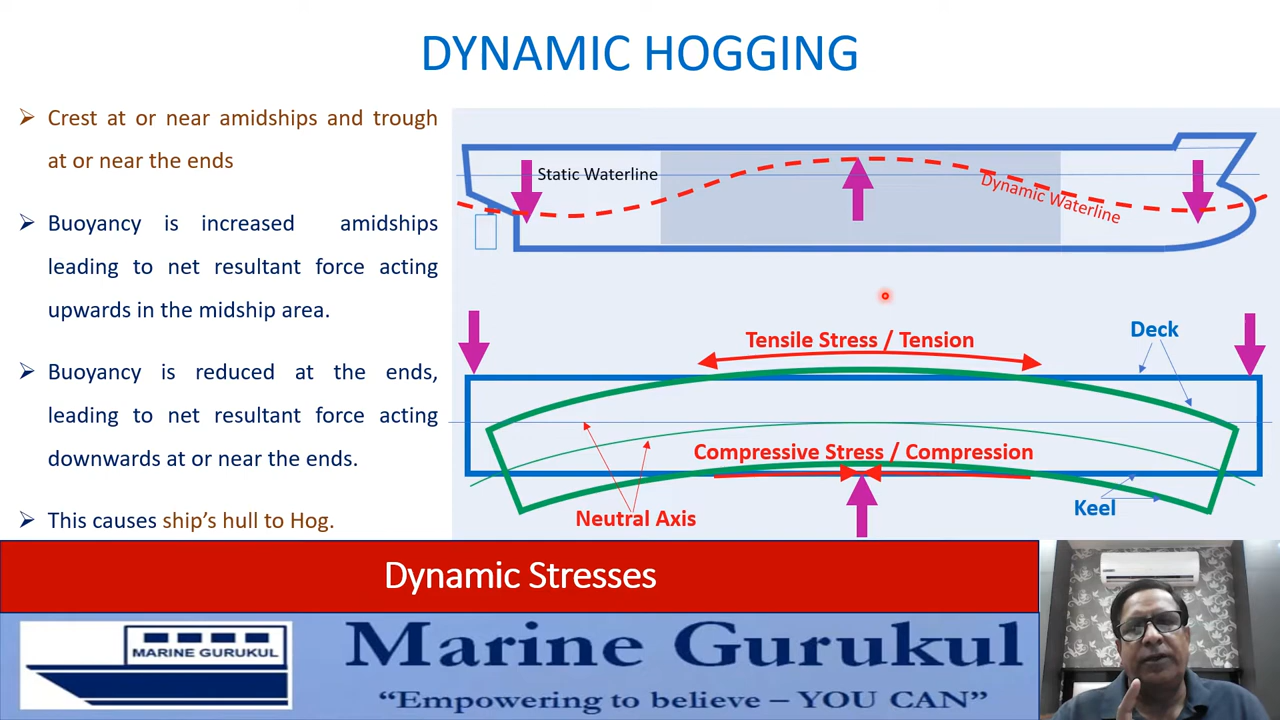 DYNAMIC HOGGING
➢ Crest at or near amidships and trough
at or near the ends
➢ Buoyancy is increased amidships
leading to net resultant force acting
upwards in the midship area.
➢ Buoyancy is reduced at the ends,
leading to net resultant force acting
downwards at or near the ends.
➢ This causes ship's hull to Hog.
Static Waterline
Dynamic Waterline
Tensile Stress / Tension
Deck
Compressive Stress / Compression
Neutral Axis
Keel
Dynamic Stresses
MARINE GURUKUL
Marine Gurukul
“Empowering to believe – YOU CAN”